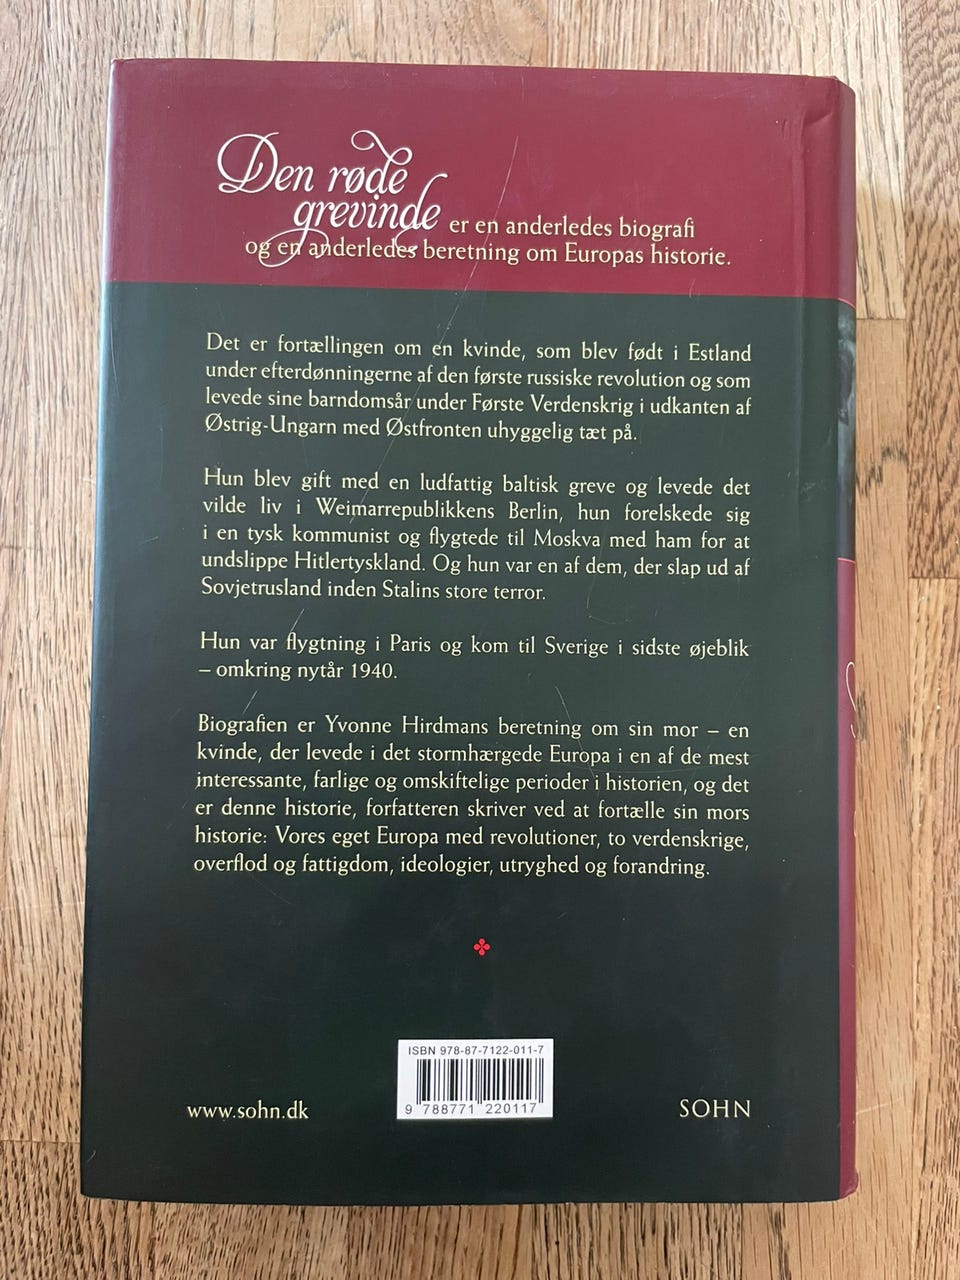 Den røde
grevinde er en anderledes biografi
og en anderledes beretning om Europas historie.
Det er fortællingen om en kvinde, som blev født i Estland
under efterdønningerne af den første russiske revolution og som
levede sine barndomsår under Første Verdenskrig i udkanten af
Østrig-Ungarn med Østfronten uhyggelig tæt på.
Hun blev gift med en ludfattig baltisk greve og levede det
vilde liv i Weimarrepublikkens Berlin, hun forelskede sig
i en tysk kommunist og flygtede til Moskva med ham for at
undslippe Hitlertyskland. Og hun var en af dem, der slap ud af
Sovjetrusland inden Stalins store terror.
Hun var flygtning i Paris og kom til Sverige i sidste øjeblik
– omkring nytår 1940.
Biografien er Yvonne Hirdmans beretning om sin mor – en
kvinde, der levede i det stormhærgede Europa i en af de mest
interessante, farlige og omskiftelige perioder i historien, og det
er denne historie, forfatteren skriver ved at fortælle sin mors
historie: Vores eget Europa med revolutioner, to verdenskrige,
overflod og fattigdom, ideologier, utryghed og forandring.
ISBN 978-87-7122-011-7
9 788771 220117
www.sohn.dk
SOHN